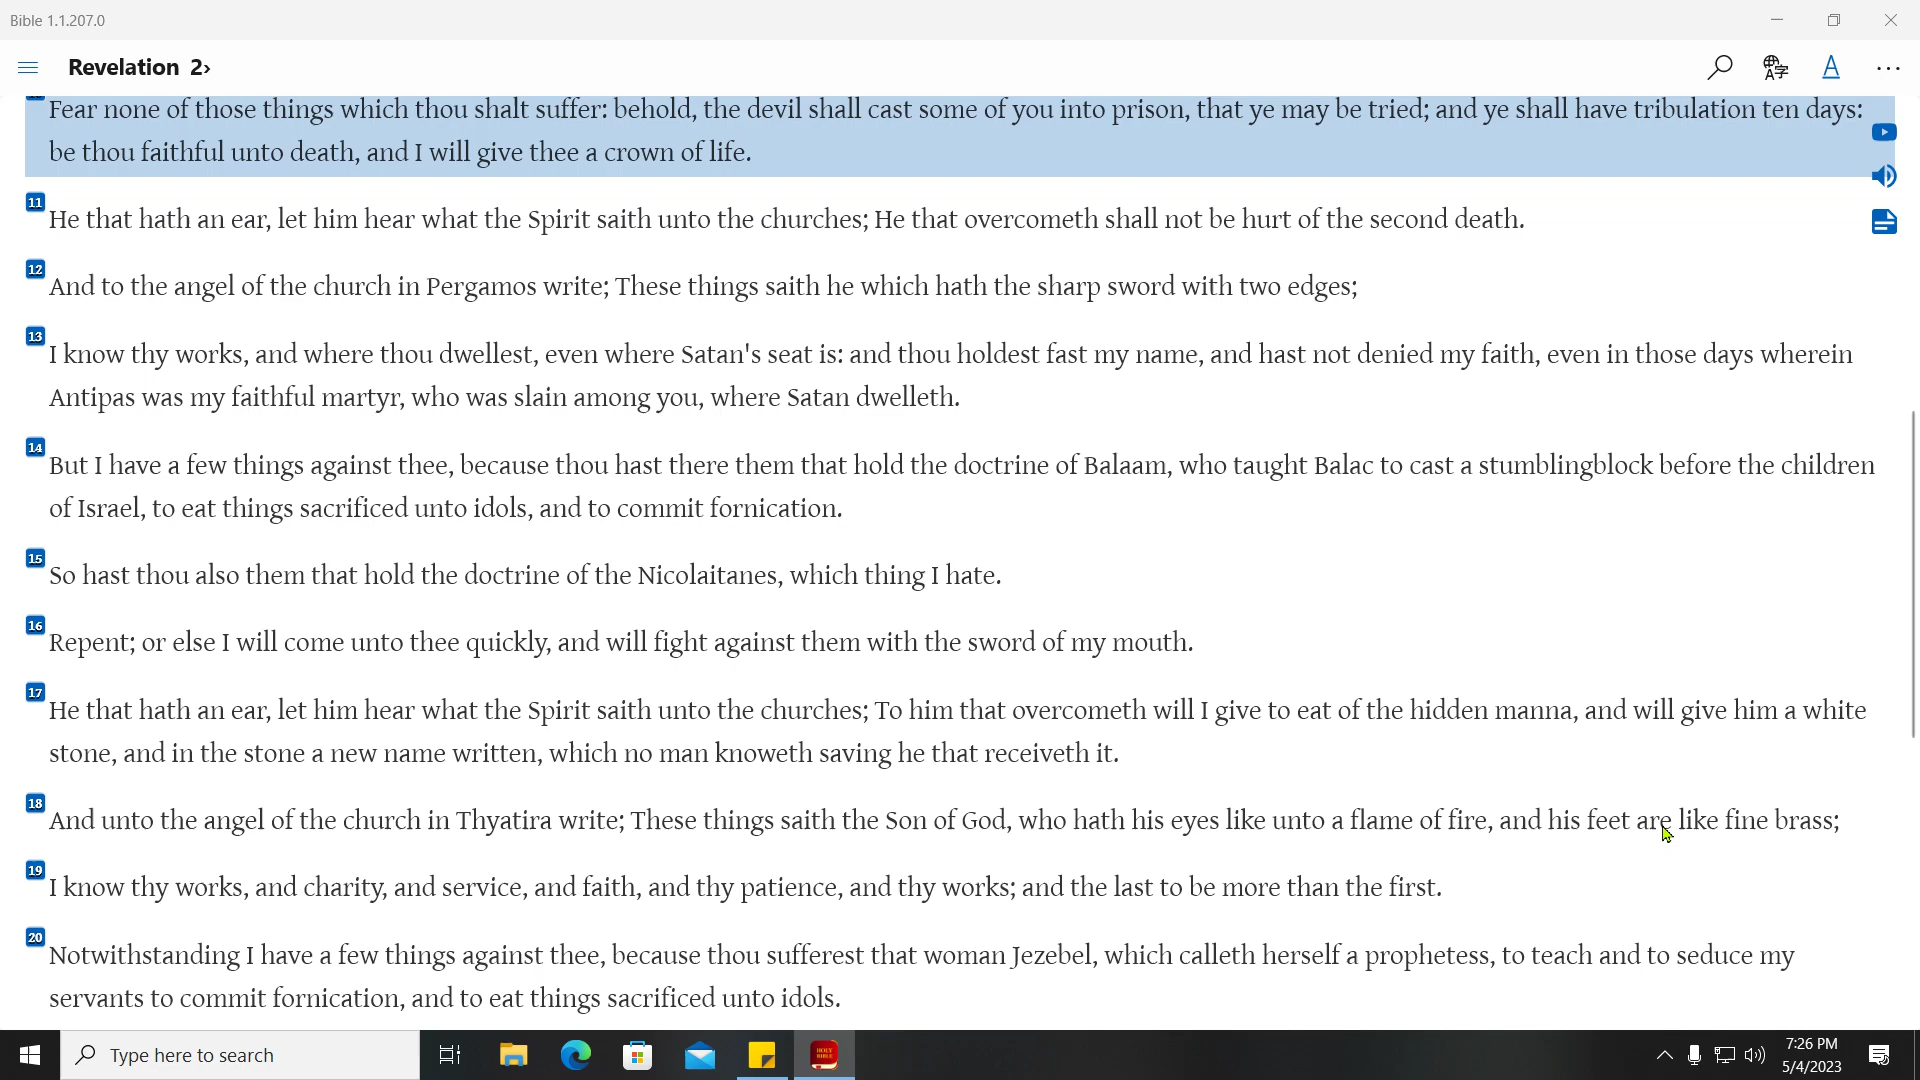 Bible 1.1.207.0
Revelation 2›
Fear none of those things which thou shalt suffer: behold, the devil shall cast some of you into prison, that ye may be tried; and ye shall have tribulation ten days:
be thou faithful unto death, and I will give thee a crown of life.
11 He that hath an ear, let him hear what the Spirit saith unto the churches; He that overcometh shall not be hurt of the second death.
12 And to the angel of the church in Pergamos write; These things saith he which hath the sharp sword with two edges;
13 I know thy works, and where thou dwellest, even where Satan's seat is: and thou holdest fast my name, and hast not denied my faith, even in those days wherein
Antipas was my faithful martyr, who was slain among you, where Satan dwelleth.
14 But I have a few things against thee, because thou hast there them that hold the doctrine of Balaam, who taught Balac to cast a stumblingblock before the children
of Israel, to eat things sacrificed unto idols, and to commit fornication.
15 So hast thou also them that hold the doctrine of the Nicolaitanes, which thing I hate.
16 Repent; or else I will come unto thee quickly, and will fight against them with the sword of my mouth.
17 He that hath an ear, let him hear what the Spirit saith unto the churches; To him that overcometh will I give to eat of the hidden manna, and will give him a white
stone, and in the stone a new name written, which no man knoweth saving he that receiveth it.
18 And unto the angel of the church in Thyatira write; These things saith the Son of God, who hath his eyes like unto a flame of fire, and his feet are like fine brass;
19 I know thy works, and charity, and service, and faith, and thy patience, and thy works; and the last to be more than the first.
20 Notwithstanding I have a few things against thee, because thou sufferest that woman Jezebel, which calleth herself a prophetess, to teach and to seduce my
servants to commit fornication, and to eat things sacrificed unto idols.
Type here to search
HOLY
BIBLE
7:26 PM
5/4/2023